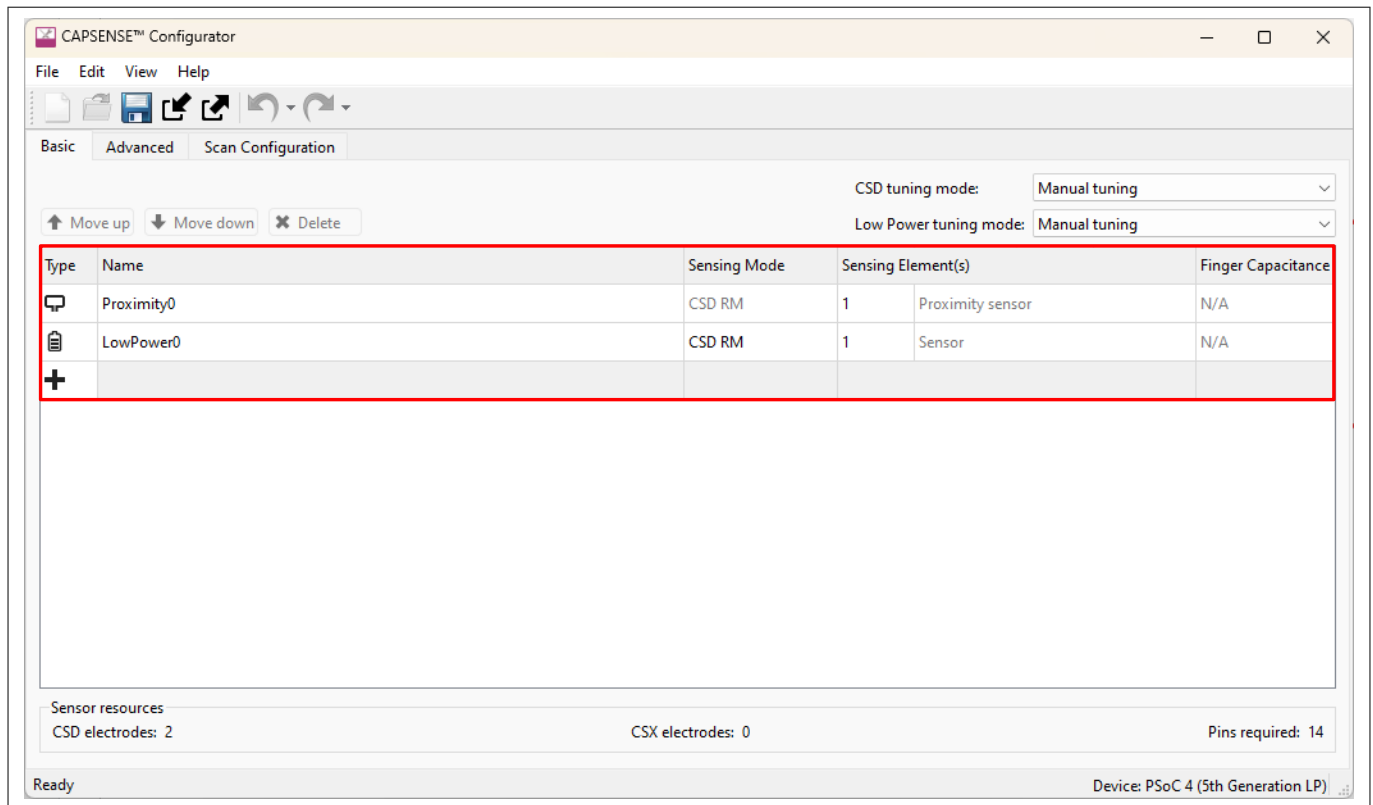 CAPSENSE™ Configurator
File Edit View Help
Basic Advanced Scan Configuration
CSD tuning mode: Manual tuning
Move up Move down Delete Low Power tuning mode: Manual tuning
Type Name Sensing Mode Sensing Element(s) Finger Capacitance
Proximity0 CSD RM 1 Proximity sensor N/A
LowPower0 CSD RM 1 Sensor N/A
Sensor resources
CSD electrodes: 2 CSX electrodes: 0 Pins required: 14
Ready Device: PSoC 4 (5th Generation LP)